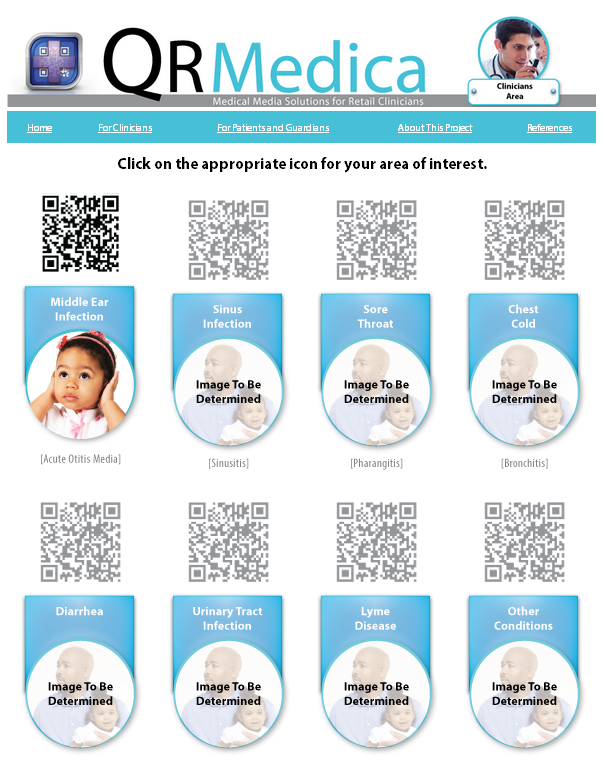 QRMedica
Medical Media Solutions for Retail Clinicians
Clinicians
Area
Home
For Clinicians
For Patients and Guardians
About This Project
References
Click on the appropriate icon for your area of interest.
Middle Ear
Infection
[Acute Otitis Media]
Sinus
Infection
Image To Be
Determined
[Sinusitis]
Sore
Throat
Image To Be
Determined
[Pharangitis]
Chest
Cold
Image To Be
Determined
[Bronchitis]
Diarrhea
Image To Be
Determined
Urinary Tract
Infection
Image To Be
Determined
Lyme
Disease
Image To Be
Determined
Other
Conditions
Image To Be
Determined